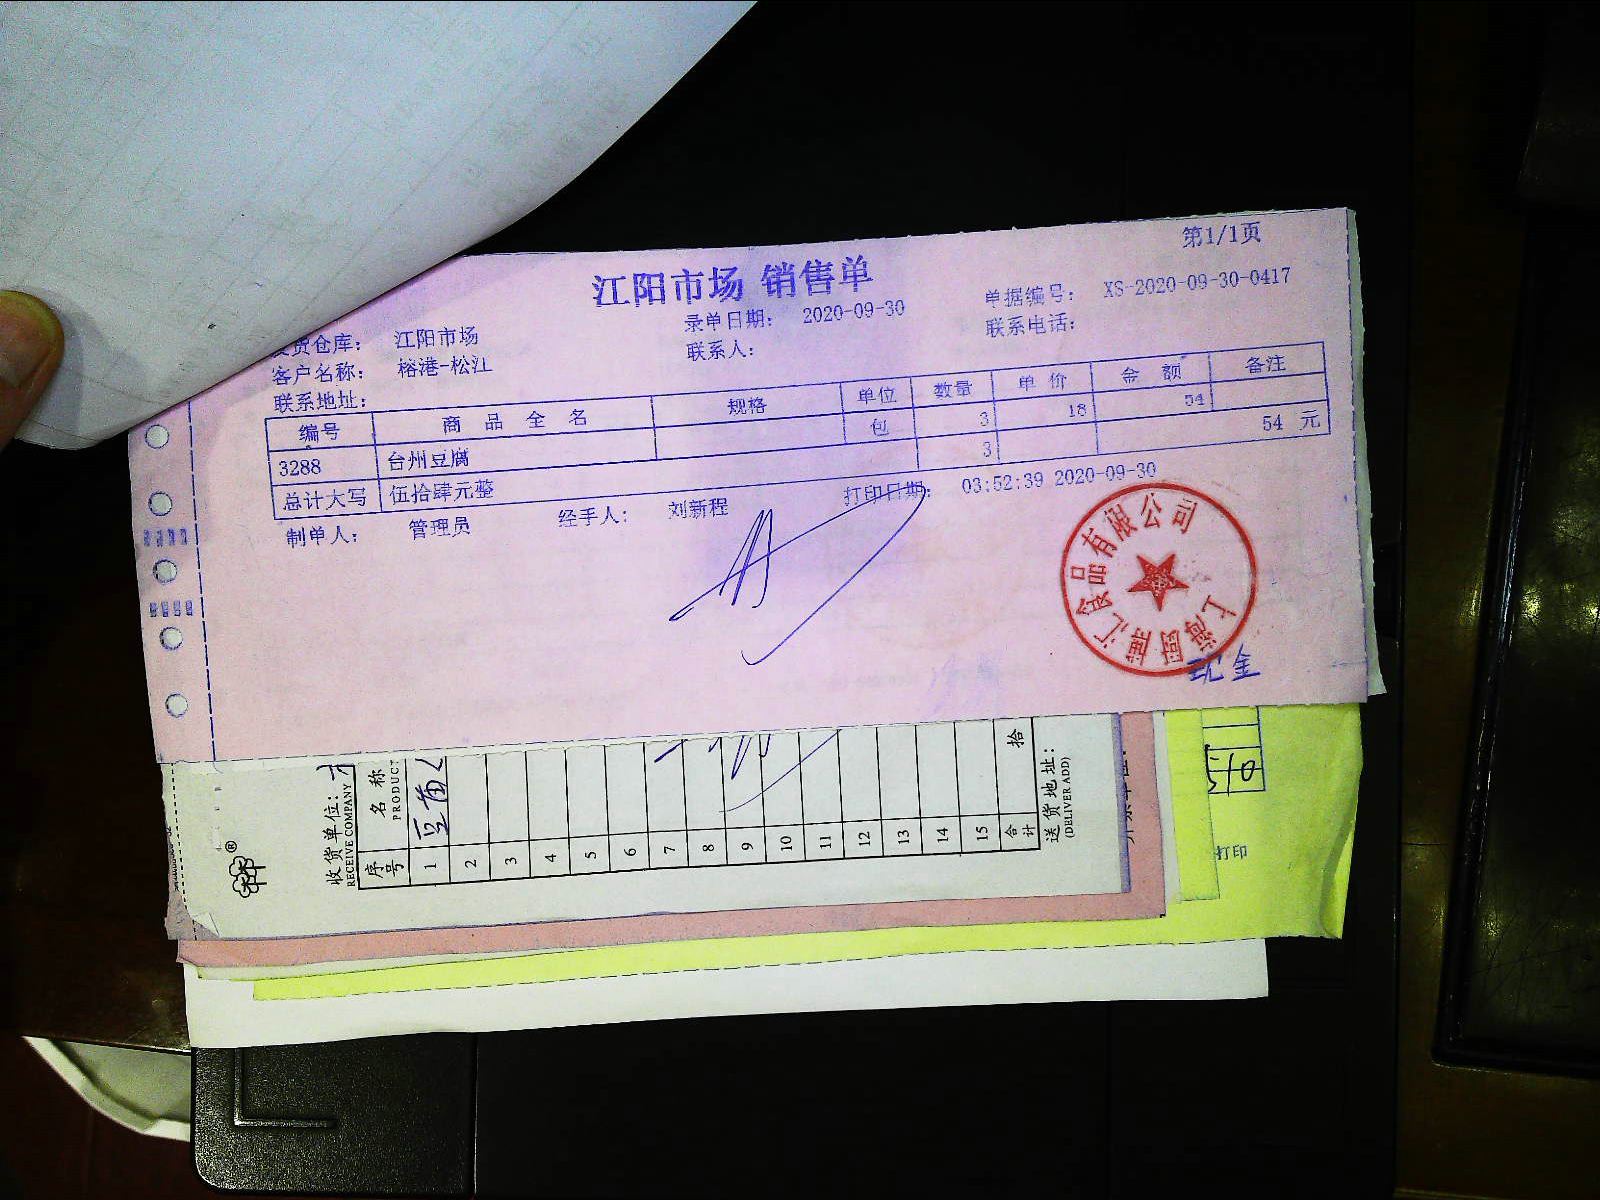 第1/1页
江阳市场 销售单
货仓库： 江阳市场 录单日期： 2020-09-30 单据编号： XS-2020-09-30-0417
客户名称： 榕港-松江 联系人： 联系电话：
联系地址：
编号 商品全名 规格 单位 数量 单价 金额 备注
3288 台州豆腐 包 3 18 54
总计大写 伍拾肆元整 3 54 元
制单人： 管理员 经手人： 刘新程 打印日期： 03:52:39 2020-09-30
现金
收货单位：
RECEIVE COMPANY
序号 名称
PRODUCT
1
2
3
4
5
6
7
8
9
10
11
12
13
14
15
合计 拾
送货地址：
(DELIVER ADD)
打印